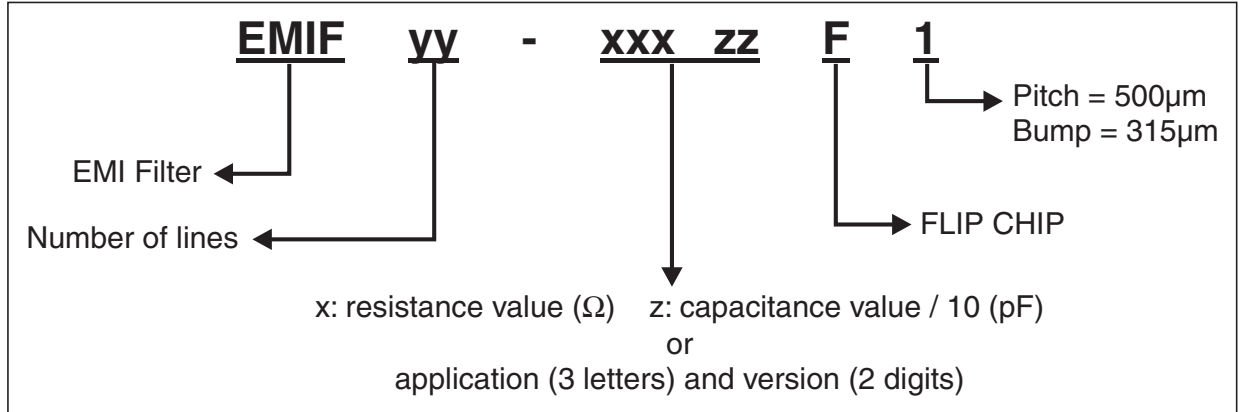 EMIF yy - xxx zz F 1
Pitch = 500µm
Bump = 315µm
EMI Filter
Number of lines
FLIP CHIP
x: resistance value (Ω) z: capacitance value / 10 (pF)
or
application (3 letters) and version (2 digits)